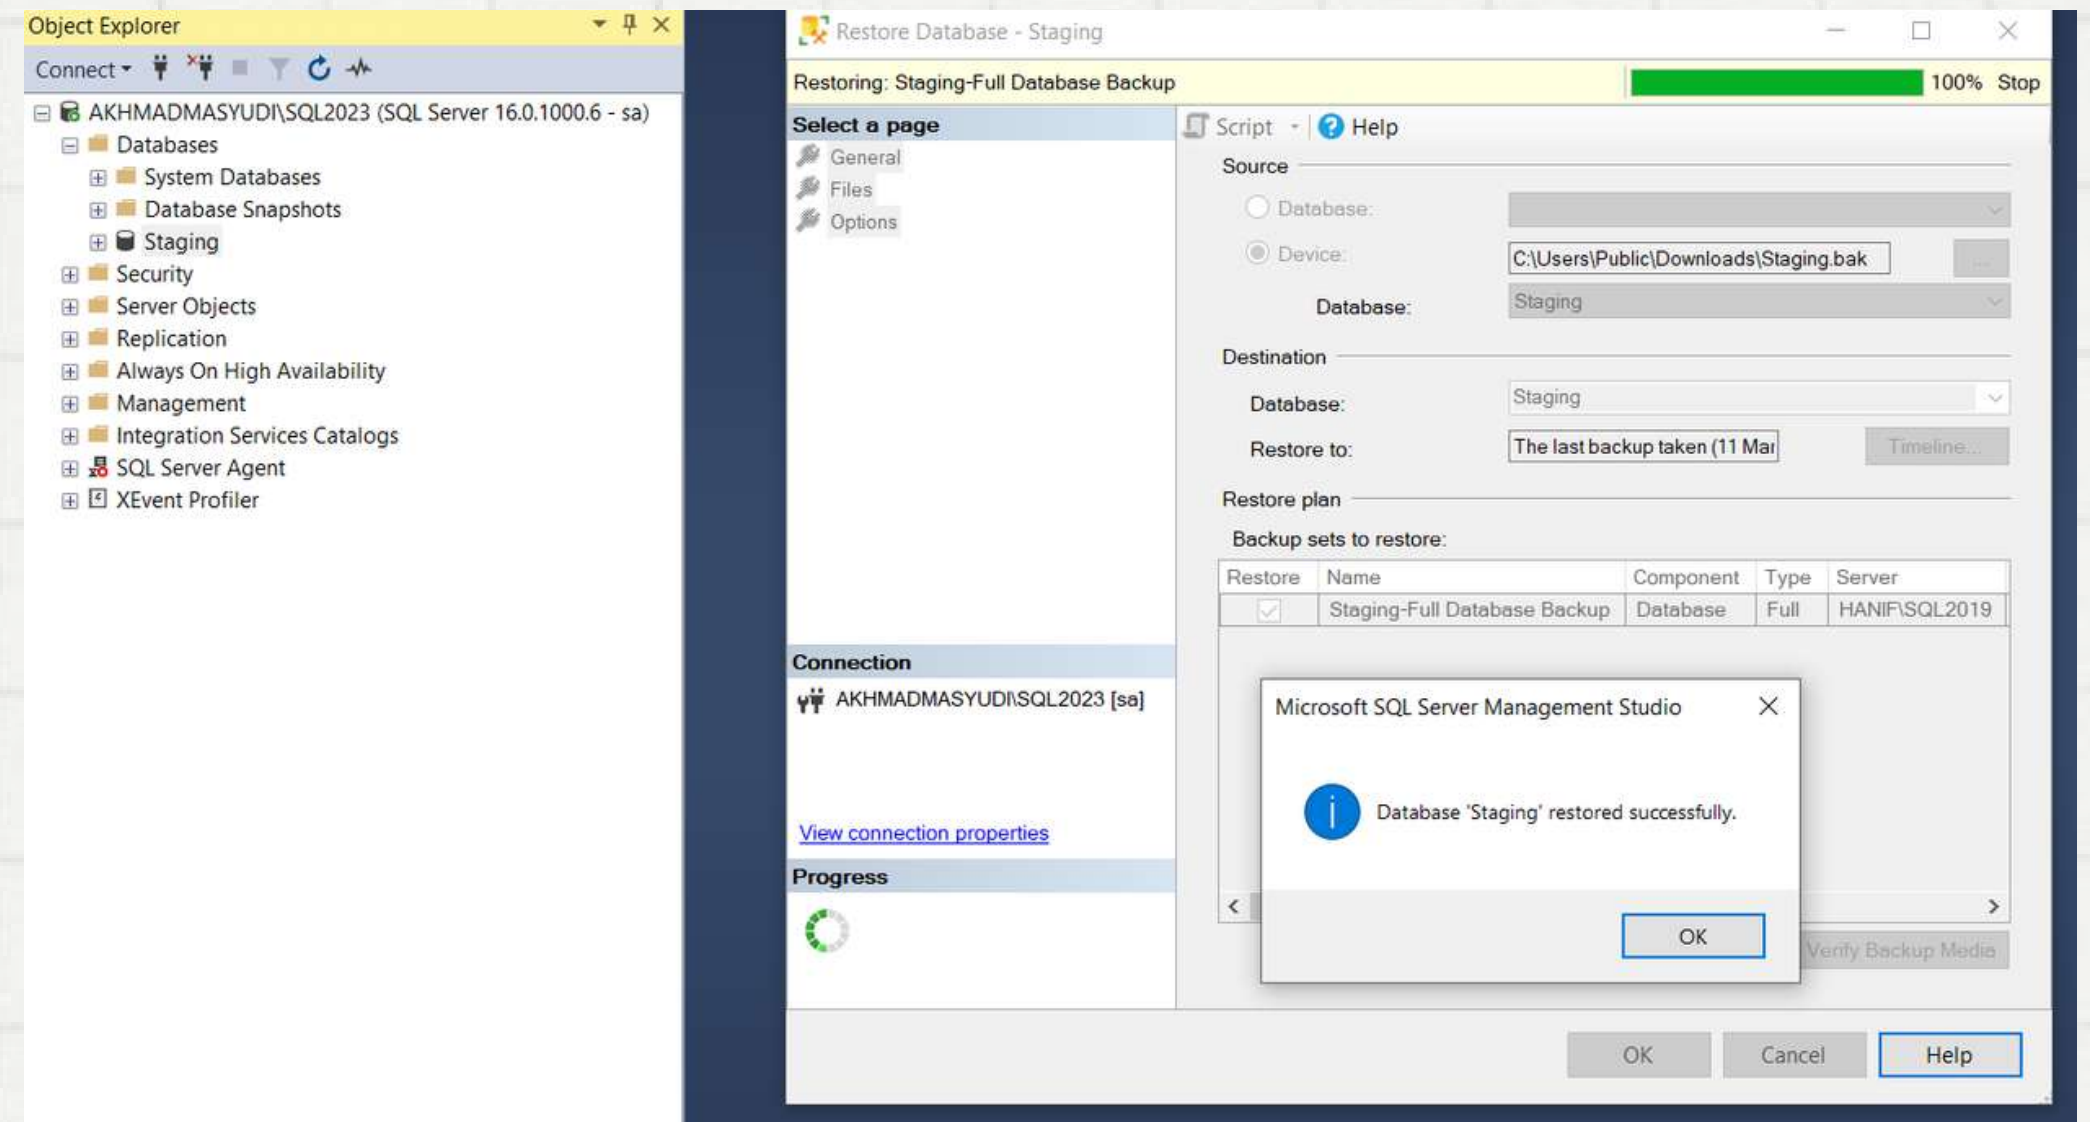 Object Explorer
Connect
AKHMADMASYUDI\SQL2023 (SQL Server 16.0.1000.6 - sa)
Databases
System Databases
Database Snapshots
Staging
Security
Server Objects
Replication
Always On High Availability
Management
Integration Services Catalogs
SQL Server Agent
XEvent Profiler
Restore Database - Staging
Restoring: Staging-Full Database Backup 100% Stop
Select a page
General
Files
Options
Connection
AKHMADMASYUDI\SQL2023 [sa]
View connection properties
Progress
Script Help
Source
Database:
Device: C:\Users\Public\Downloads\Staging.bak ...
Database: Staging
Destination
Database: Staging
Restore to: The last backup taken (11 Mar Timeline...
Restore plan
Backup sets to restore:
Restore Name Component Type Server
Staging-Full Database Backup Database Full HANIF\SQL2019
Microsoft SQL Server Management Studio
Database 'Staging' restored successfully.
OK
Verify Backup Media
OK Cancel Help